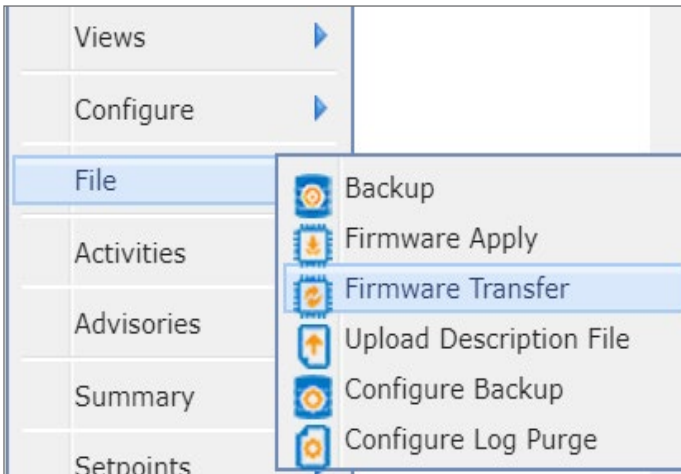 Views
Configure
File
Backup
Firmware Apply
Firmware Transfer
Upload Description File
Configure Backup
Configure Log Purge
Activities
Advisories
Summary
Setpoints